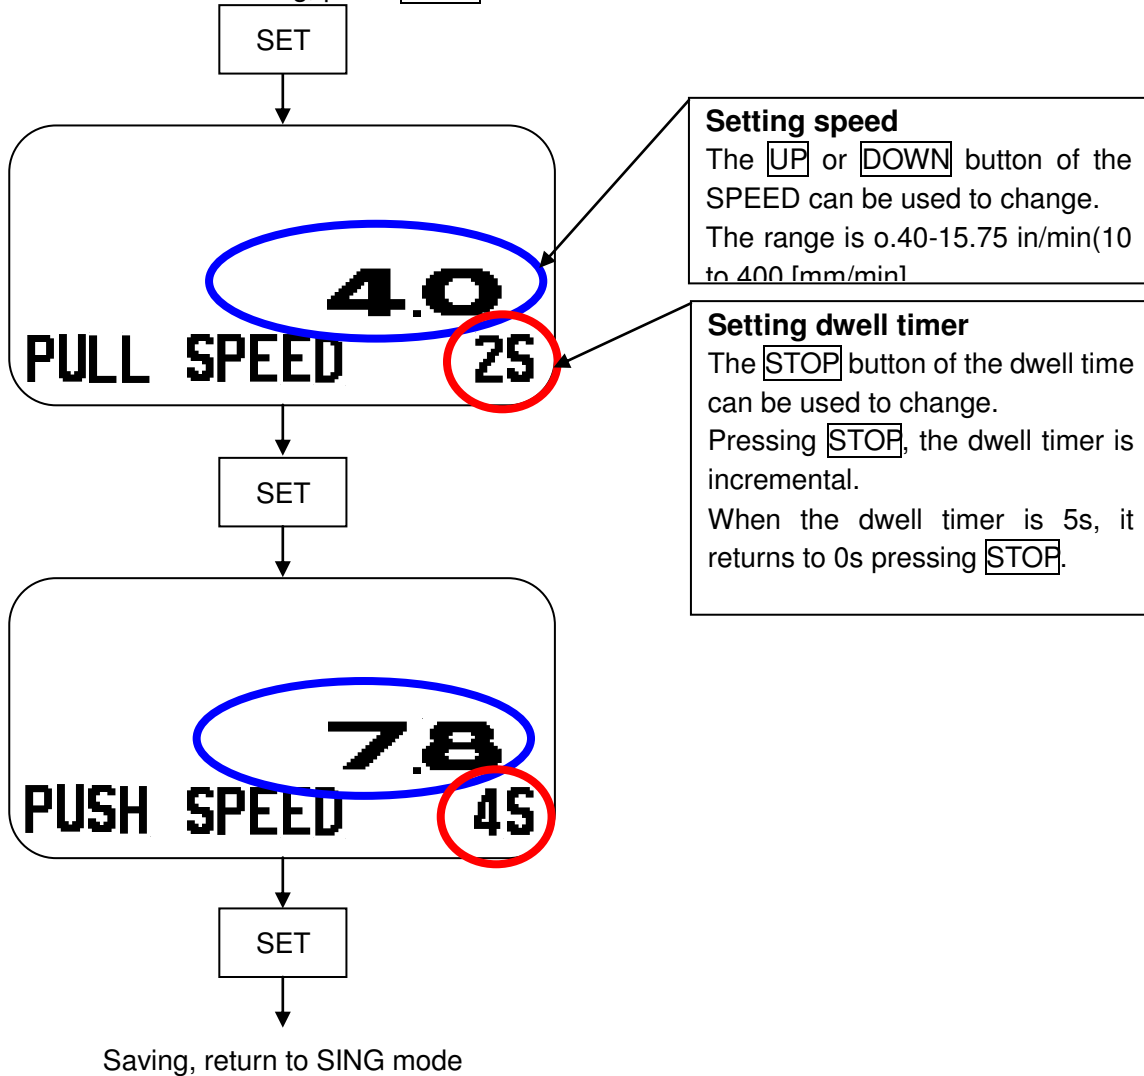 SET
Setting speed
The UP or DOWN button of the
SPEED can be used to change.
The range is o.40-15.75 in/min(10
to 400 [mm/min]
4.0
PULL SPEED 2S
Setting dwell timer
The STOP button of the dwell time
can be used to change.
Pressing STOP, the dwell timer is
incremental.
When the dwell timer is 5s, it
returns to 0s pressing STOP.
SET
7.8
PUSH SPEED 4S
SET
Saving, return to SING mode